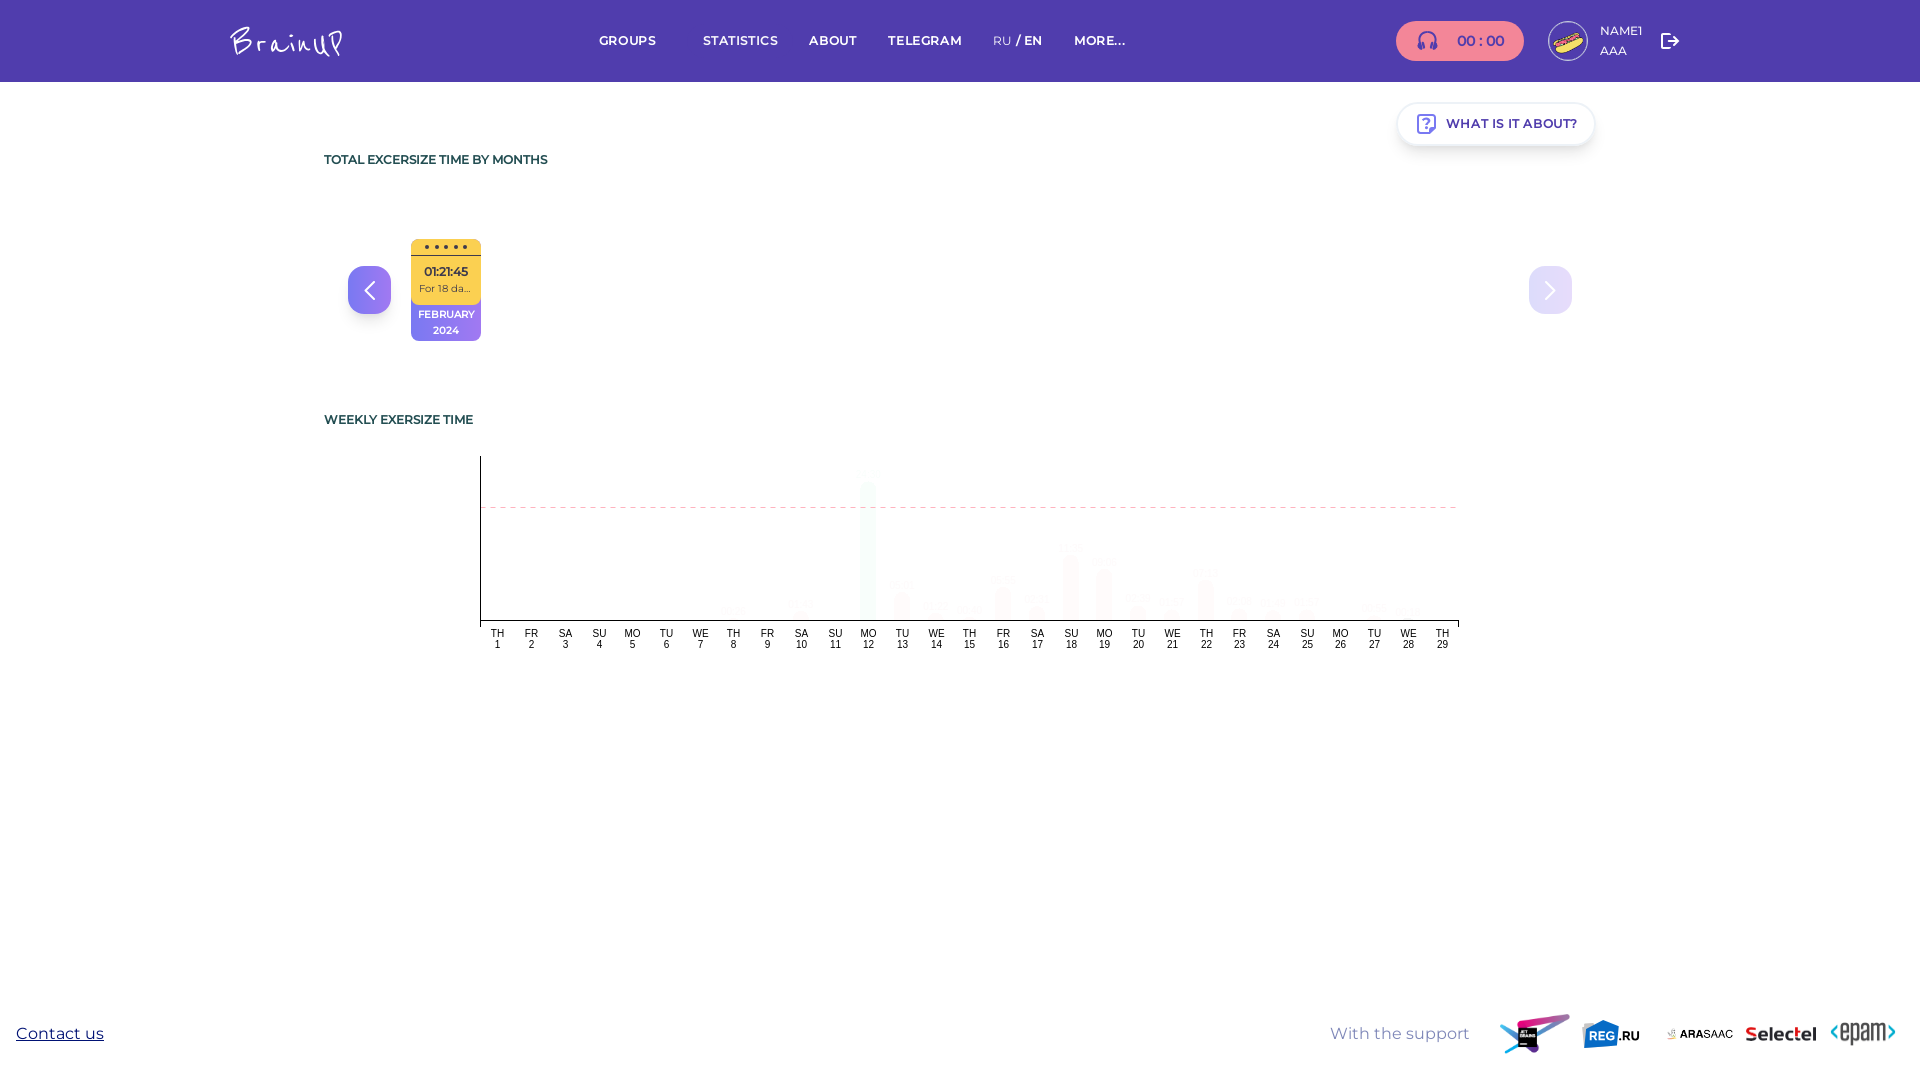 BrainUP
GROUPS
STATISTICS
ABOUT
TELEGRAM
RU / EN
MORE...
00 : 00
NAME1
AAA
WHAT IS IT ABOUT?
TOTAL EXCERSIZE TIME BY MONTHS
01:21:45
For 18 da...
FEBRUARY
2024
WEEKLY EXERSIZE TIME
TH FR SA SU MO TU WE TH FR SA SU MO TU WE TH FR SA SU MO TU WE TH FR SA SU MO TU WE TH
1 2 3 4 5 6 7 8 9 10 11 12 13 14 15 16 17 18 19 20 21 22 23 24 25 26 27 28 29
Contact us
With the support
JET
BRAINS
REG.RU
ARASAAC
Selectel
<epam>